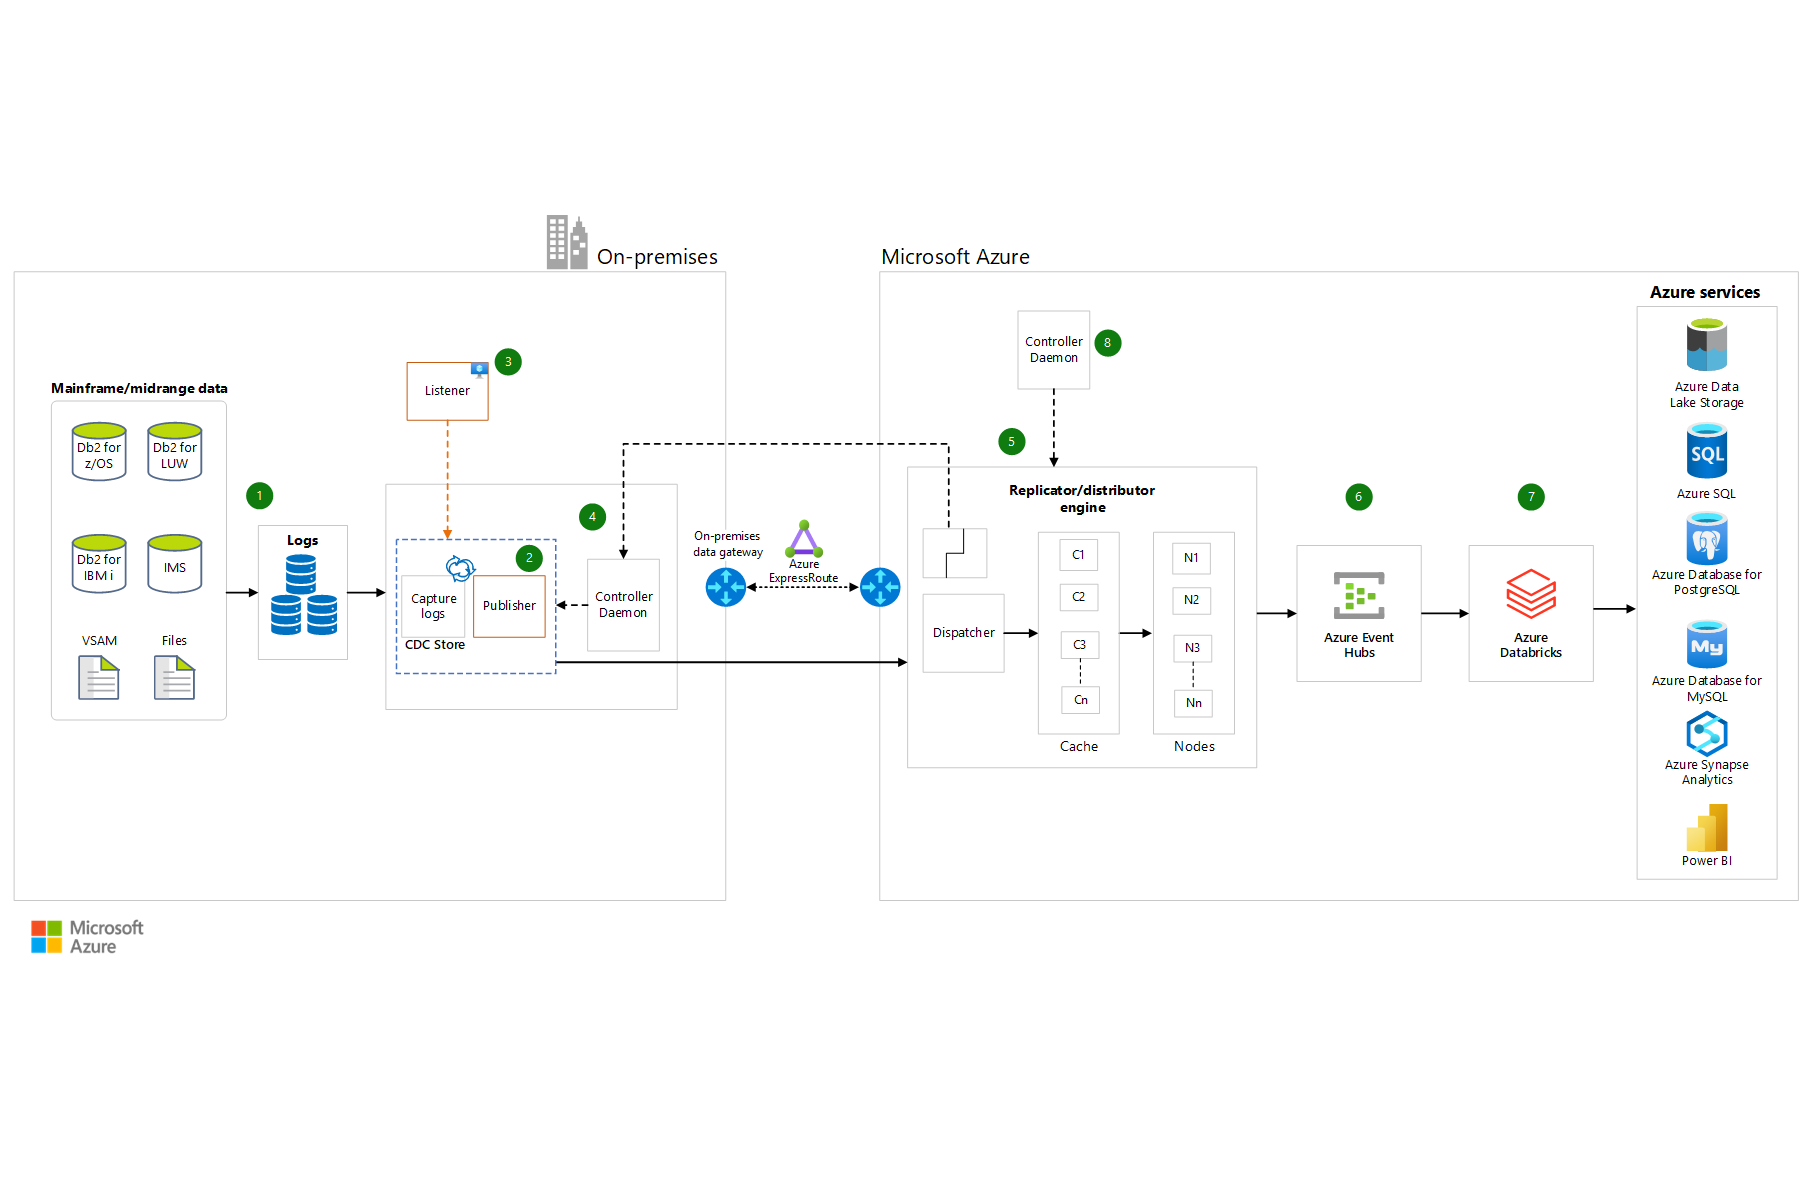 On-premises
Microsoft Azure
Azure services
Mainframe/midrange data
Db2 for
z/OS
Db2 for
LUW
Db2 for
IBM i
IMS
VSAM
Files
1
Logs
3
Listener
2
Capture
logs
Publisher
CDC Store
4
Controller
Daemon
On-premises
data gateway
Azure
ExpressRoute
Controller
Daemon
8
5
Replicator/distributor
engine
Dispatcher
C1
C2
C3
Cn
Cache
N1
N2
N3
Nn
Nodes
6
Azure Event
Hubs
7
Azure
Databricks
Azure Data
Lake Storage
SQL
Azure SQL
Azure Database for
PostgreSQL
My
Azure Database for
MySQL
Azure Synapse
Analytics
Power BI
Microsoft
Azure